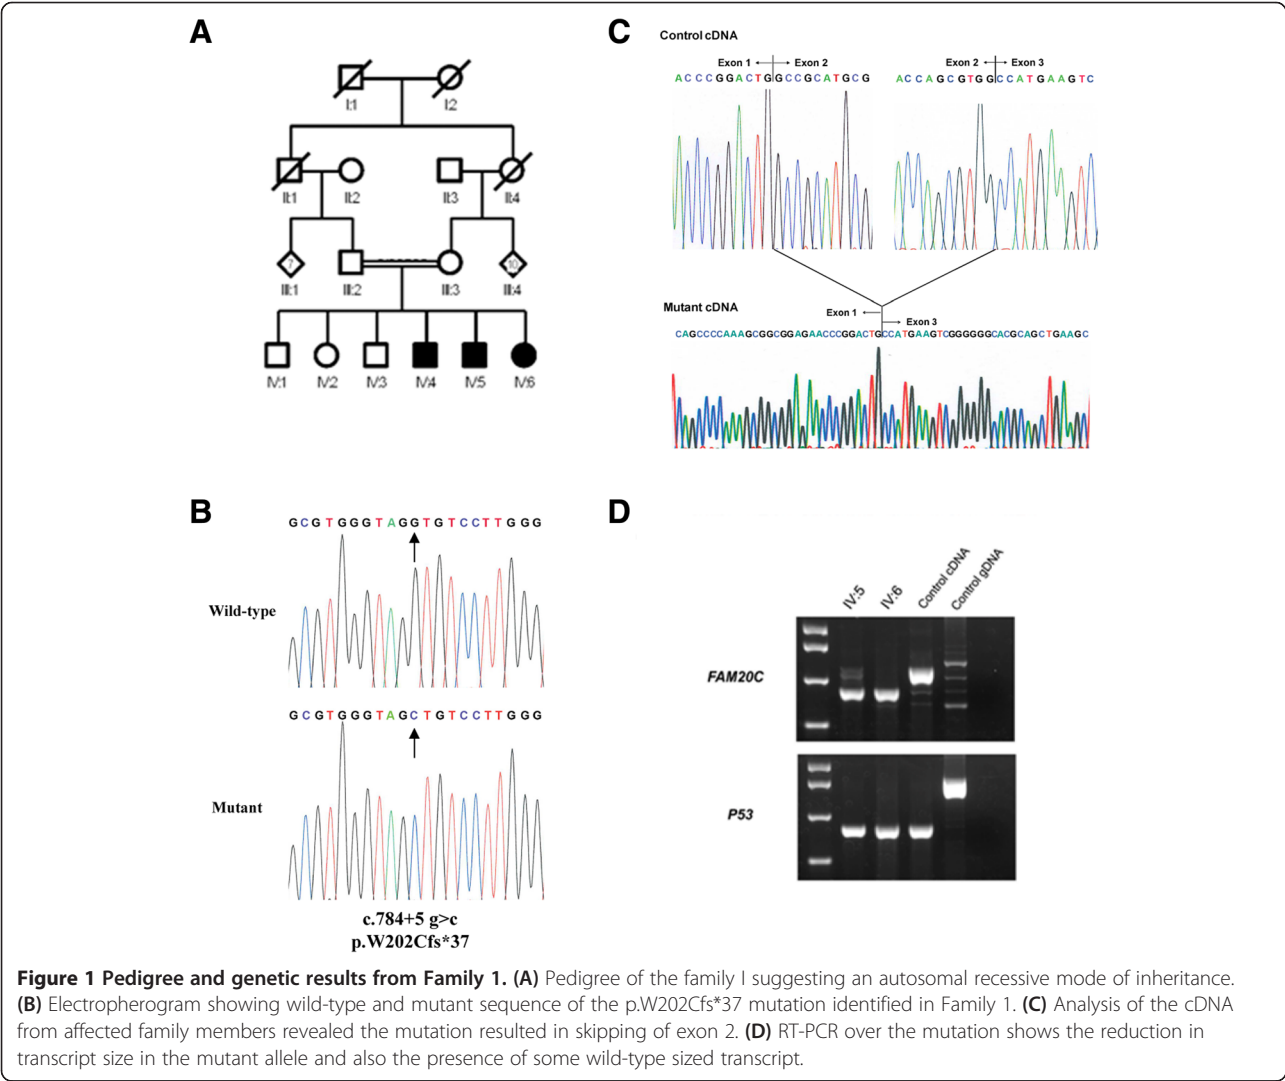 A
I:1
I:2
II:1
II:2
II:3
II:4
7
10
III:1
III:2
III:3
III:4
IV:1
IV:2
IV:3
IV:4
IV:5
IV:6
C
Control cDNA
Exon 1 Exon 2
ACCCGGACTGGCCGCATGCG
Exon 2 Exon 3
ACCAGCGTGGCCATGAAGTC
Mutant cDNA
Exon 1
Exon 3
CAGCCCCAAAGCGGCGGAGAACCCGGACTGCCATGAAGTCGGGGGGCACGCAGCTGAAGC
B
GCGTGGGTAGGTGTCCTTGGG
Wild-type
GCGTGGGTAGCTGTCCTTGGG
Mutant
c.784+5 g>c
p.W202Cfs*37
D
IV:5
IV:6
Control cDNA
Control gDNA
FAM20C
P53
Figure 1 Pedigree and genetic results from Family 1. (A) Pedigree of the family I suggesting an autosomal recessive mode of inheritance.
(B) Electropherogram showing wild-type and mutant sequence of the p.W202Cfs*37 mutation identified in Family 1. (C) Analysis of the cDNA
from affected family members revealed the mutation resulted in skipping of exon 2. (D) RT-PCR over the mutation shows the reduction in
transcript size in the mutant allele and also the presence of some wild-type sized transcript.